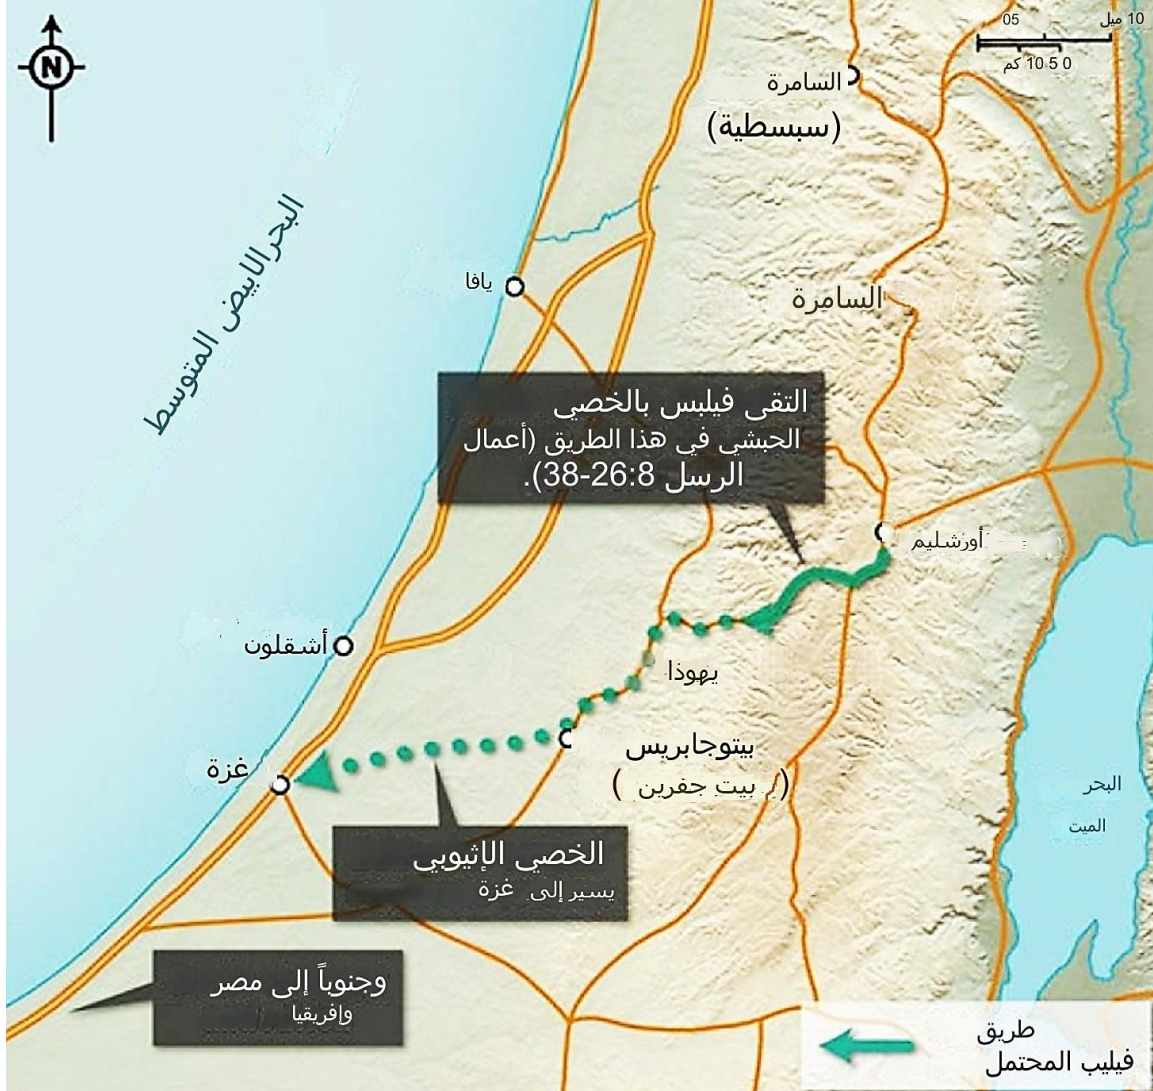 N
05
10 ميل
10 5 0 كم
السامرة
(سبسطية)
البحر الابيض المتوسط
يافا
السامرة
التقى فيلبس بالخصي
الحبشي في هذا الطريق (أعمال
الرسل 26:8-38).
أورشليم
أشقلون
يهوذا
غزة
بيتوجابريس
( بيت جفرين )
البحر
الميت
الخصي الإثيوبي
يسير إلى غزة
وجنوباً إلى مصر
وإفريقيا
طريق
فيليب المحتمل